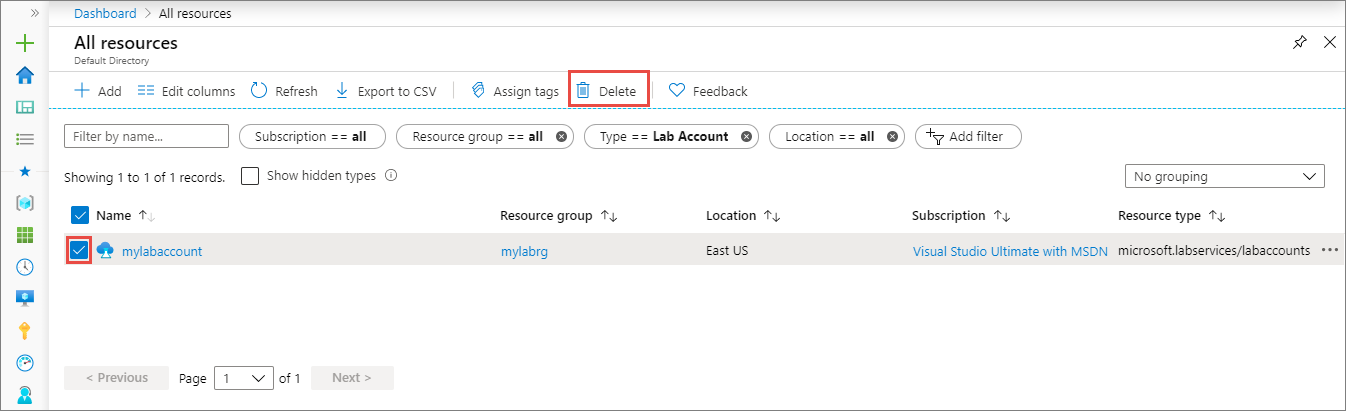 Dashboard > All resources
All resources
Default Directory
Add Edit columns Refresh Export to CSV Assign tags Delete Feedback
Filter by name... Subscription == all Resource group == all Type == Lab Account Location == all Add filter
Showing 1 to 1 of 1 records. Show hidden types No grouping
Name Resource group Location Subscription Resource type
mylabaccount mylabrg East US Visual Studio Ultimate with MSDN microsoft.labservices/labaccounts
< Previous Page 1 of 1 Next >